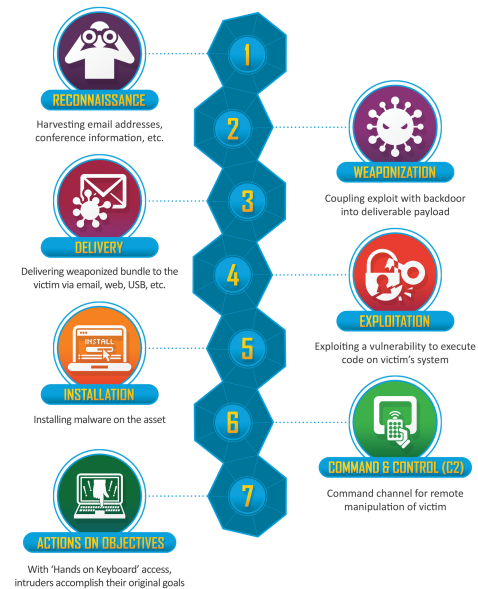 1
RECONNAISSANCE
Harvesting email addresses,
conference information, etc.
2
WEAPONIZATION
Coupling exploit with backdoor
into deliverable payload
3
DELIVERY
Delivering weaponized bundle to the
victim via email, web, USB, etc.
4
EXPLOITATION
Exploiting a vulnerability to execute
code on victim's system
5
INSTALL
INSTALLATION
Installing malware on the asset
6
COMMAND & CONTROL (C2)
Command channel for remote
manipulation of victim
7
ACTIONS ON OBJECTIVES
With ‘Hands on Keyboard’ access,
intruders accomplish their original goals